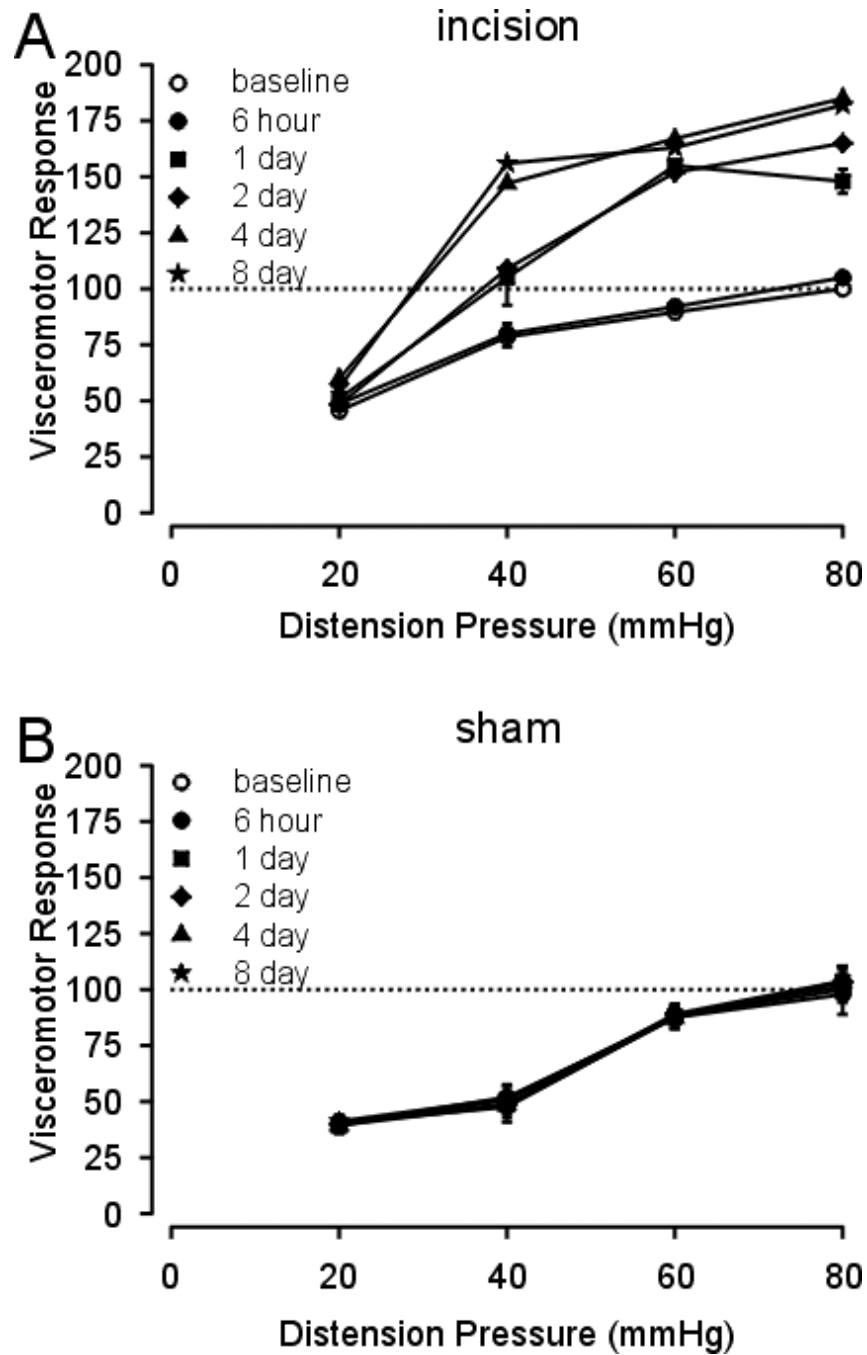 A
incision
200
175
150
125
100
75
50
25
0
Visceromotor Response
baseline
6 hour
1 day
2 day
4 day
8 day
0 20 40 60 80
Distension Pressure (mmHg)
B
sham
200
175
150
125
100
75
50
25
0
Visceromotor Response
baseline
6 hour
1 day
2 day
4 day
8 day
0 20 40 60 80
Distension Pressure (mmHg)